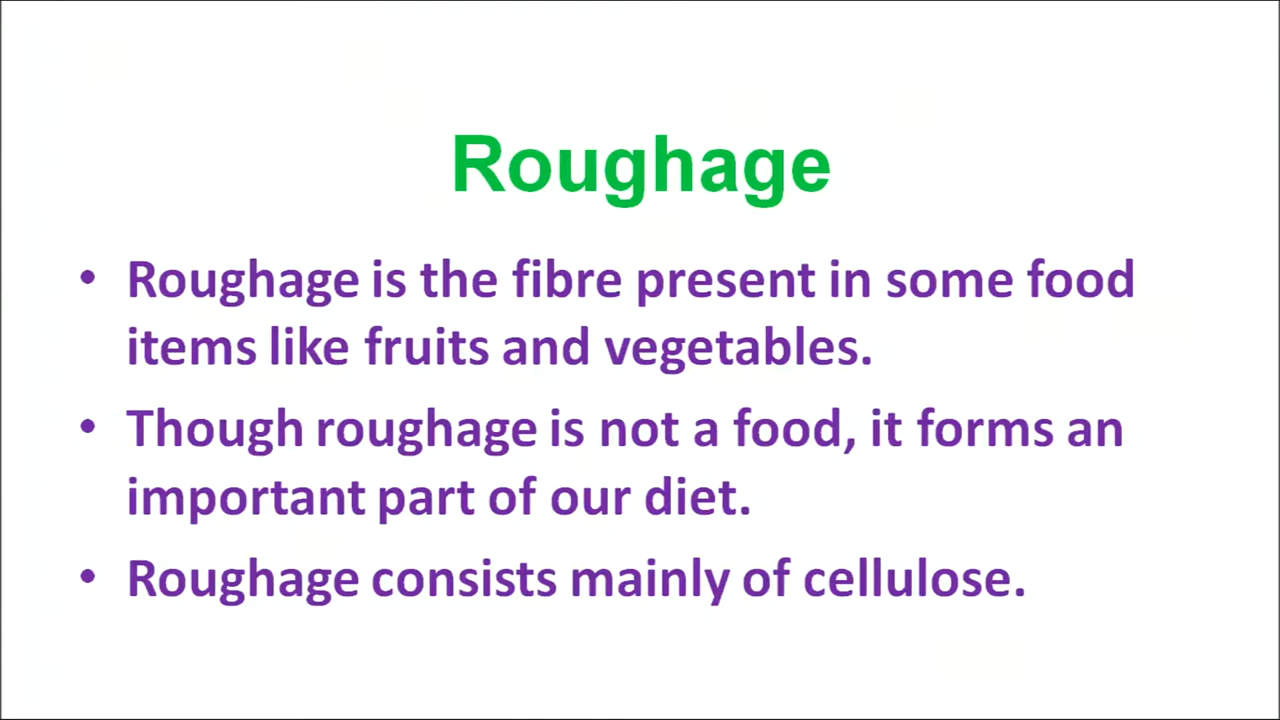 Roughage
• Roughage is the fibre present in some food
items like fruits and vegetables.
• Though roughage is not a food, it forms an
important part of our diet.
• Roughage consists mainly of cellulose.